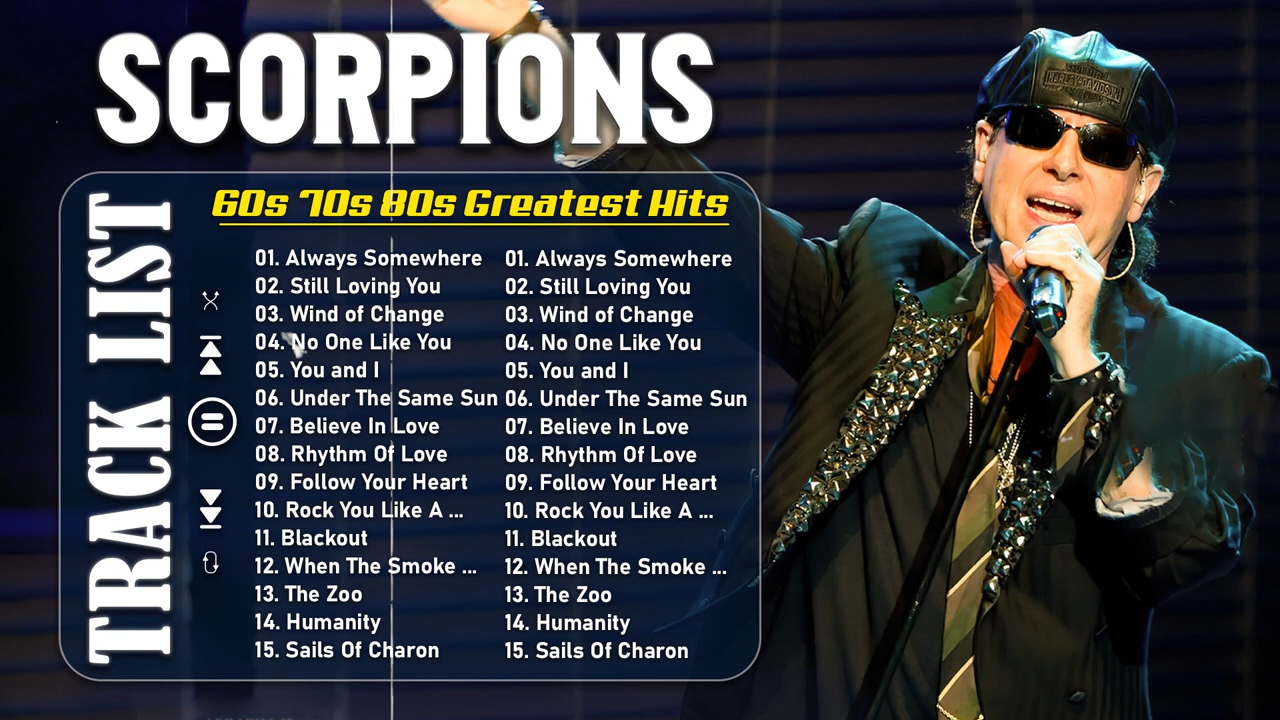 SCORPIONS
TRACK LIST
60s 70s 80s Greatest Hits
01. Always Somewhere
02. Still Loving You
03. Wind of Change
04. No One Like You
05. You and I
06. Under The Same Sun
07. Believe In Love
08. Rhythm Of Love
09. Follow Your Heart
10. Rock You Like A ...
11. Blackout
12. When The Smoke ...
13. The Zoo
14. Humanity
15. Sails Of Charon
01. Always Somewhere
02. Still Loving You
03. Wind of Change
04. No One Like You
05. You and I
06. Under The Same Sun
07. Believe In Love
08. Rhythm Of Love
09. Follow Your Heart
10. Rock You Like A ...
11. Blackout
12. When The Smoke ...
13. The Zoo
14. Humanity
15. Sails Of Charon
HARLEY-DAVIDSON